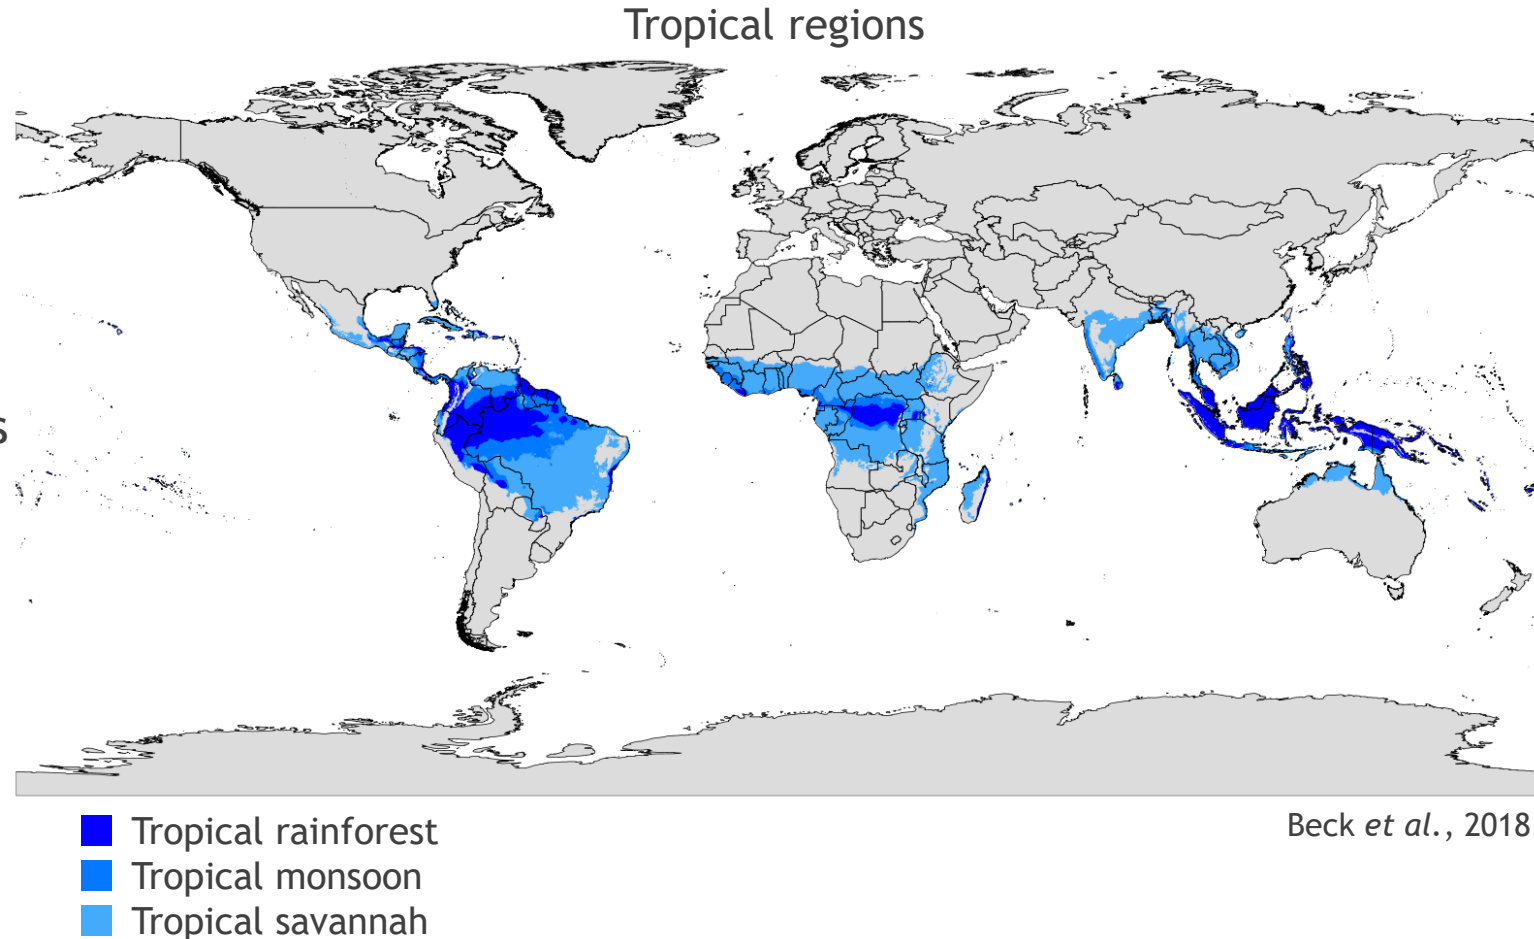 Tropical regions
s
Tropical rainforest
Tropical monsoon
Tropical savannah
Beck et al., 2018